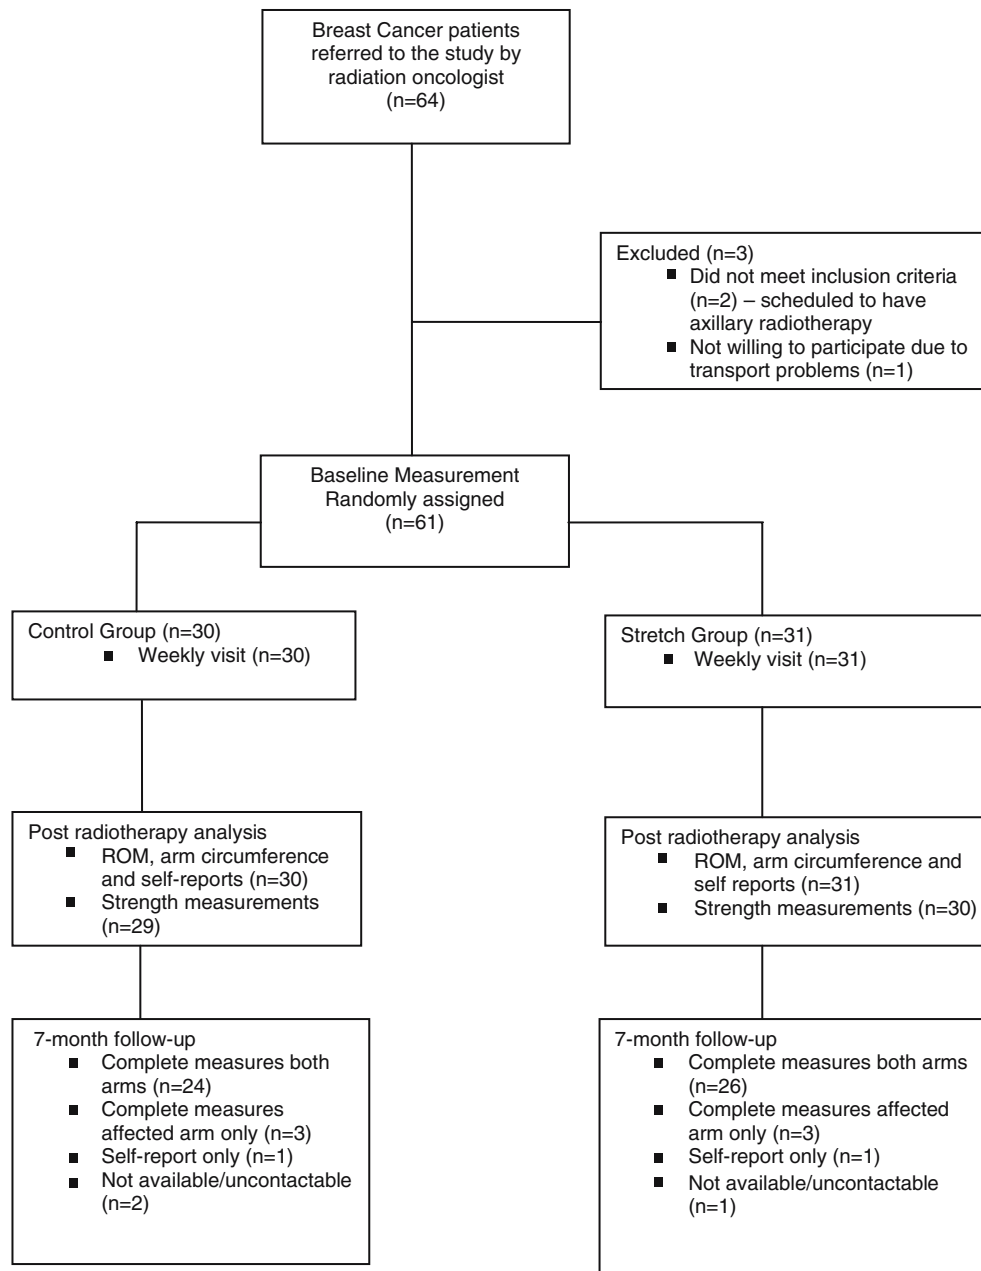 Breast Cancer patients
referred to the study by
radiation oncologist
(n=64)
Excluded (n=3)
■ Did not meet inclusion criteria
(n=2) – scheduled to have
axillary radiotherapy
■ Not willing to participate due to
transport problems (n=1)
Baseline Measurement
Randomly assigned
(n=61)
Control Group (n=30)
■ Weekly visit (n=30)
Stretch Group (n=31)
■ Weekly visit (n=31)
Post radiotherapy analysis
■ ROM, arm circumference
and self-reports (n=30)
■ Strength measurements
(n=29)
Post radiotherapy analysis
■ ROM, arm circumference and
self reports (n=31)
■ Strength measurements (n=30)
7-month follow-up
■ Complete measures both
arms (n=24)
■ Complete measures
affected arm only (n=3)
■ Self-report only (n=1)
■ Not available/uncontactable
(n=2)
7-month follow-up
■ Complete measures both arms
(n=26)
■ Complete measures affected
arm only (n=3)
■ Self-report only (n=1)
■ Not available/uncontactable
(n=1)